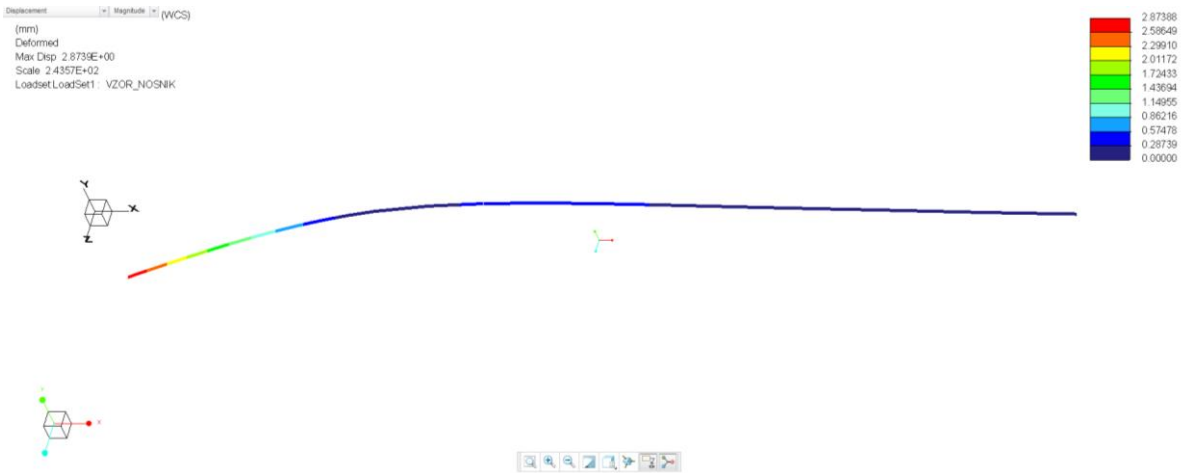 Displacement Magnitude (WCS)
(mm)
Deformed
Max Disp 2.8739E+00
Scale 2.4357E+02
Loadset:LoadSet1 : VZOR_NOSNIK
2.87388
2.58649
2.29910
2.01172
1.72433
1.43694
1.14955
0.86216
0.57478
0.28739
0.00000
Y
X
Z
Y
X